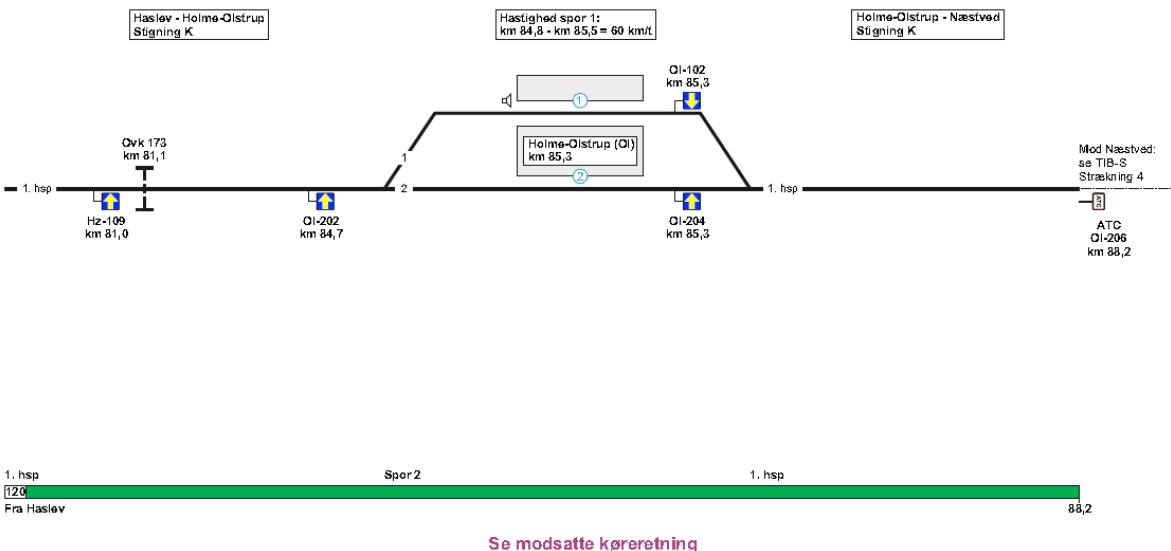 Haslev - Holme-Olstrup
Stigning K
Hastighed spor 1:
km 84,8 - km 85,5 = 60 km/t
Holme-Olstrup - Næstved
Stigning K
Ol-102
km 85,3
1
Ovk 173
km 81,1
Holme-Olstrup (Ol)
km 85,3
Mod Næstved:
se TIB-S
Strækning 4
1
2
1. hsp
2
1. hsp
Hz-109
km 81,0
Ol-202
km 84,7
Ol-204
km 85,3
ATC
ATC
Ol-206
km 88,2
1. hsp
Spor 2
1. hsp
120
Fra Haslev
88,2
Se modsatte køreretning